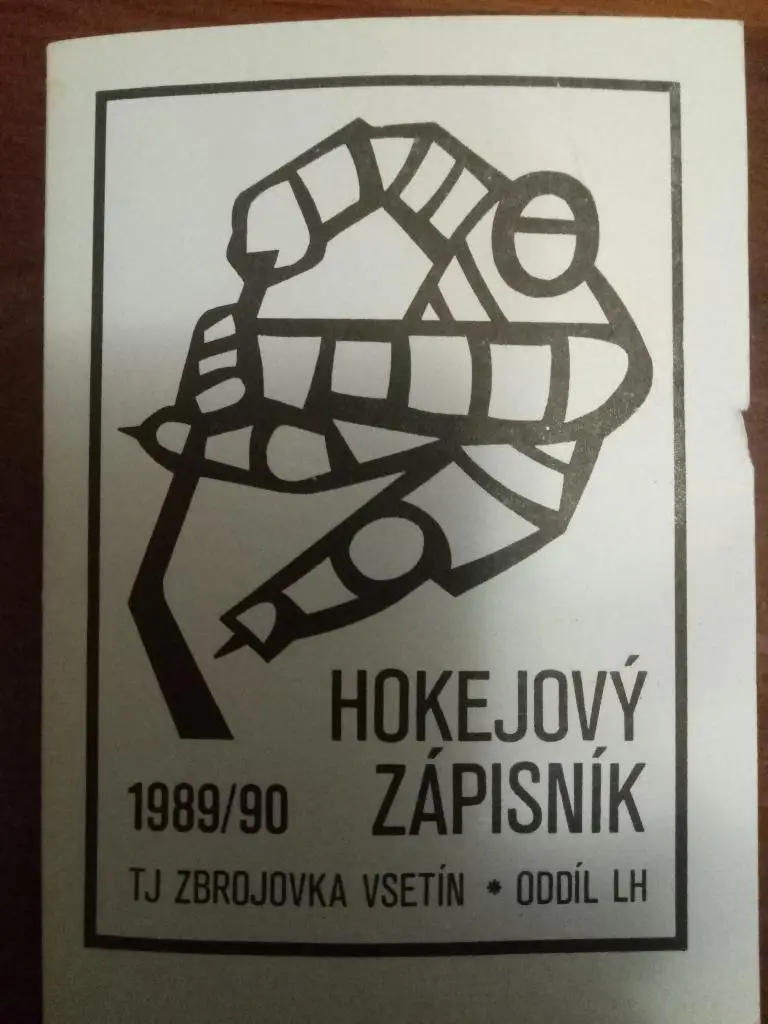 HOKEJOVÝ
1989/90 ZÁPISNÍK
TJ ZBROJOVKA VSETÍN * ODDÍL LH